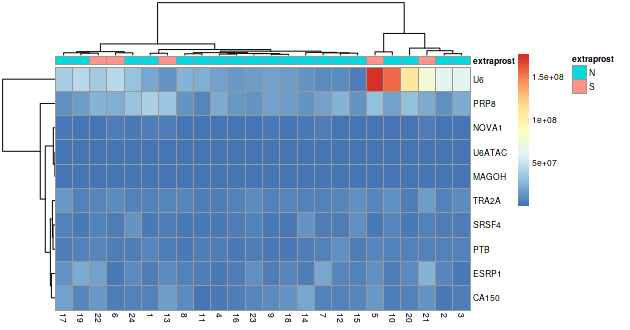 extraprost
extraprost
N
S
1.5e+08
1e+08
5e+07
U6
PRP8
NOVA1
U6ATAC
MAGOH
TRA2A
SRSF4
PTB
ESRP1
CA150
17 19 22 6 24 1 13 8 11 4 16 23 9 18 14 7 12 15 5 10 20 21 2 3